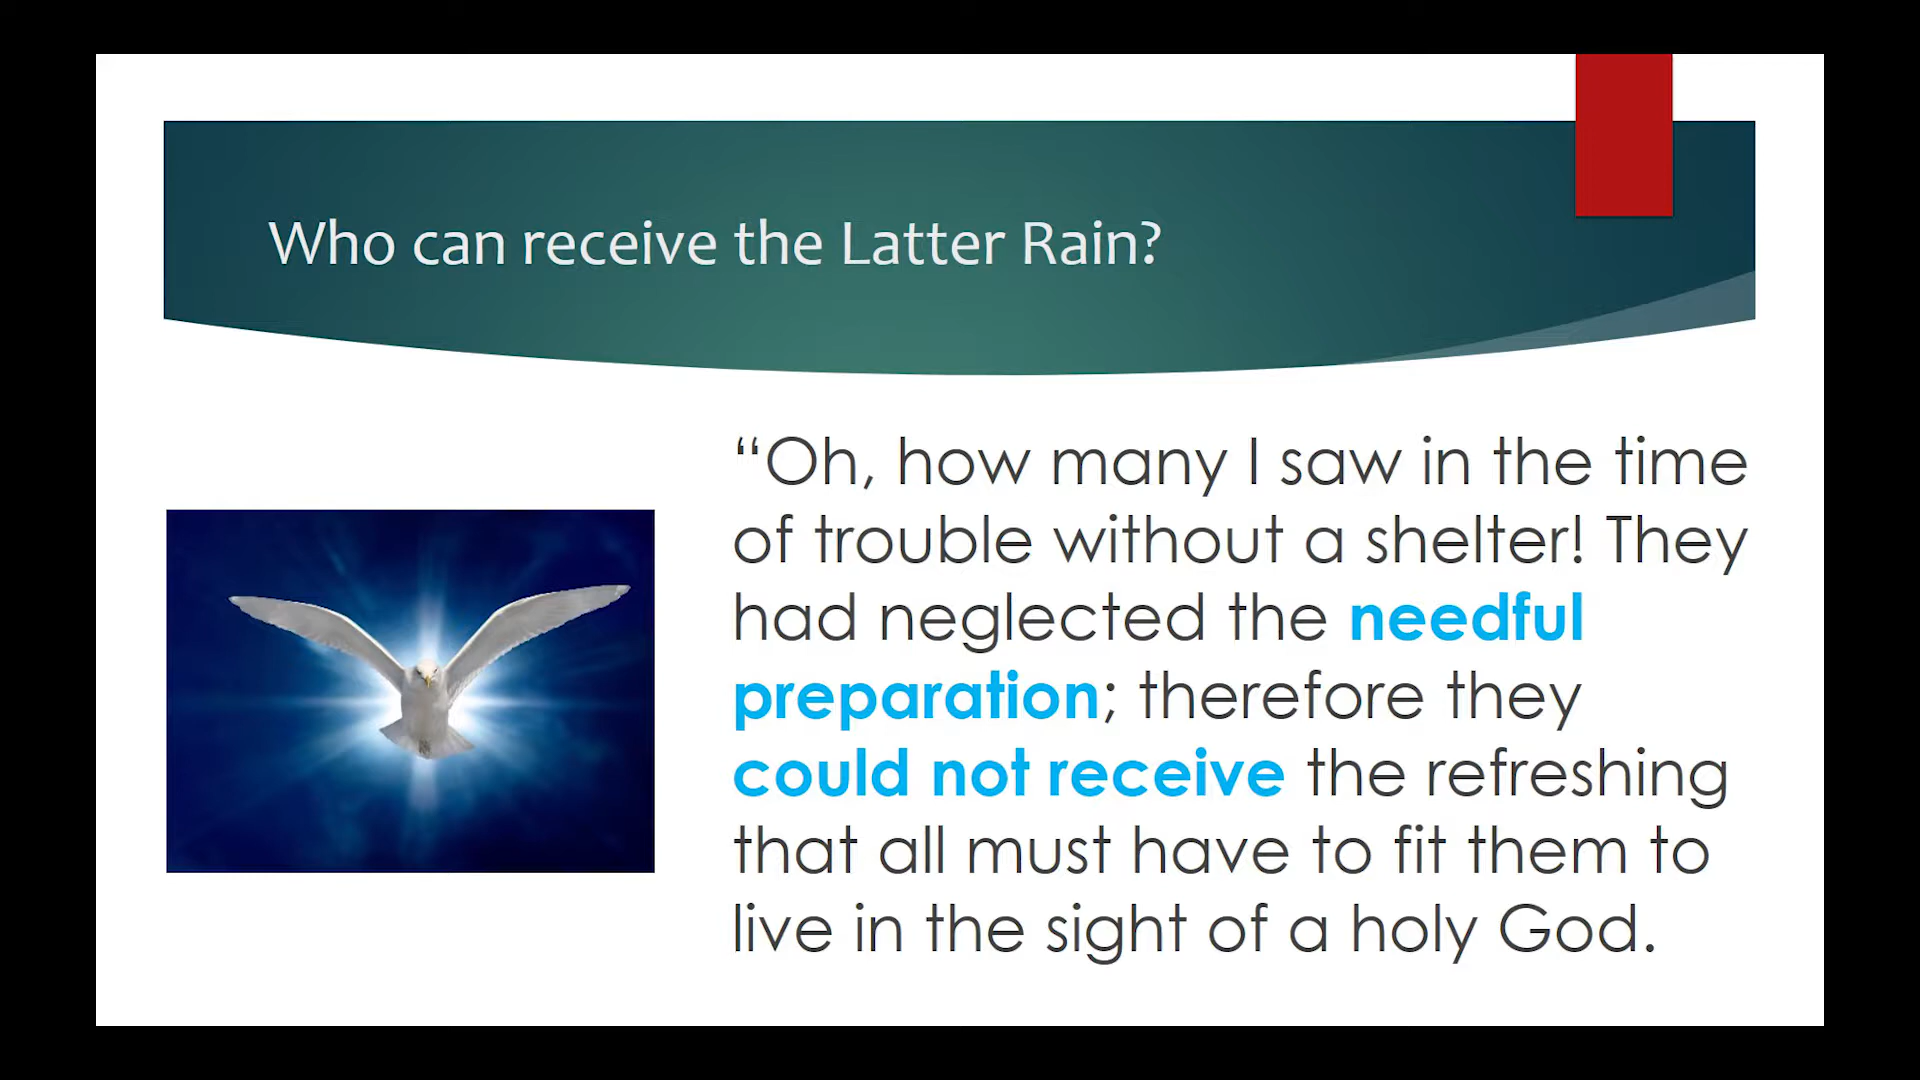 Who can receive the Latter Rain?
“Oh, how many I saw in the time
of trouble without a shelter! They
had neglected the needful
preparation; therefore they
could not receive the refreshing
that all must have to fit them to
live in the sight of a holy God.